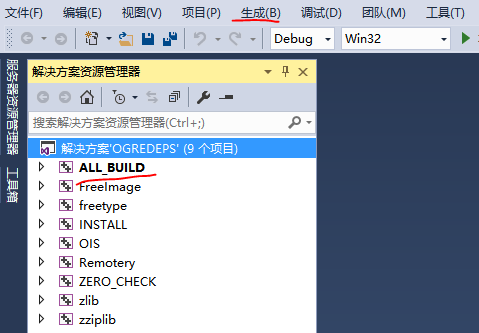 文件(F) 视图(V) 项目(P) 生成(B) 调试(D) 团队(M) 工
Debug Win32
服务器资源管理器
工具箱
解决方案资源管理器
搜索解决方案资源管理器(Ctrl+;)
解决方案'OGREDEPS' (9 个项目)
ALL_BUILD
FreeImage
freetype
INSTALL
OIS
Remotery
ZERO_CHECK
zlib
zziplib